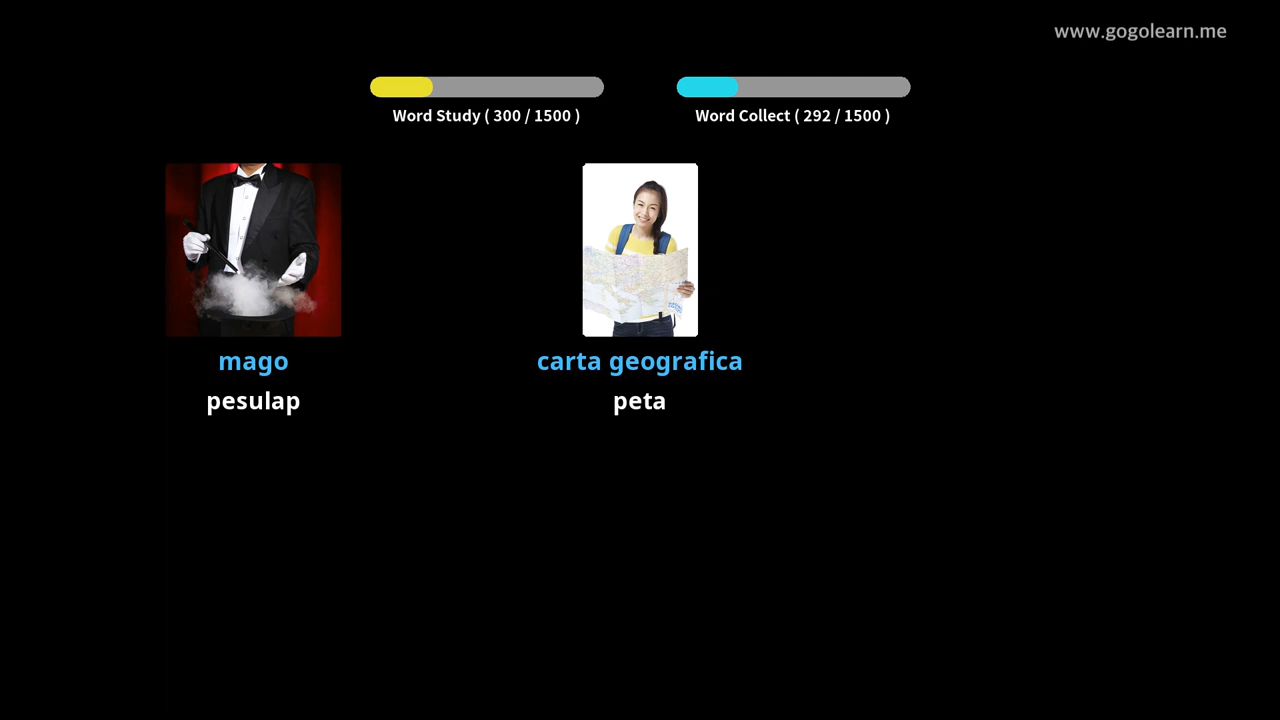 www.gogolearn.me
Word Study ( 300 / 1500 )
Word Collect ( 292 / 1500 )
mago
pesulap
carta geografica
peta